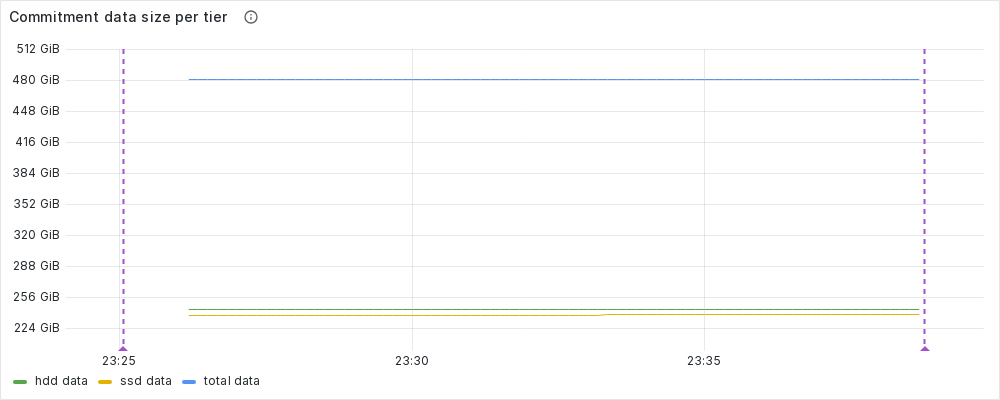 Commitment data size per tier
512 GiB
480 GiB
448 GiB
416 GiB
384 GiB
352 GiB
320 GiB
288 GiB
256 GiB
224 GiB
23:25 23:30 23:35
hdd data ssd data total data